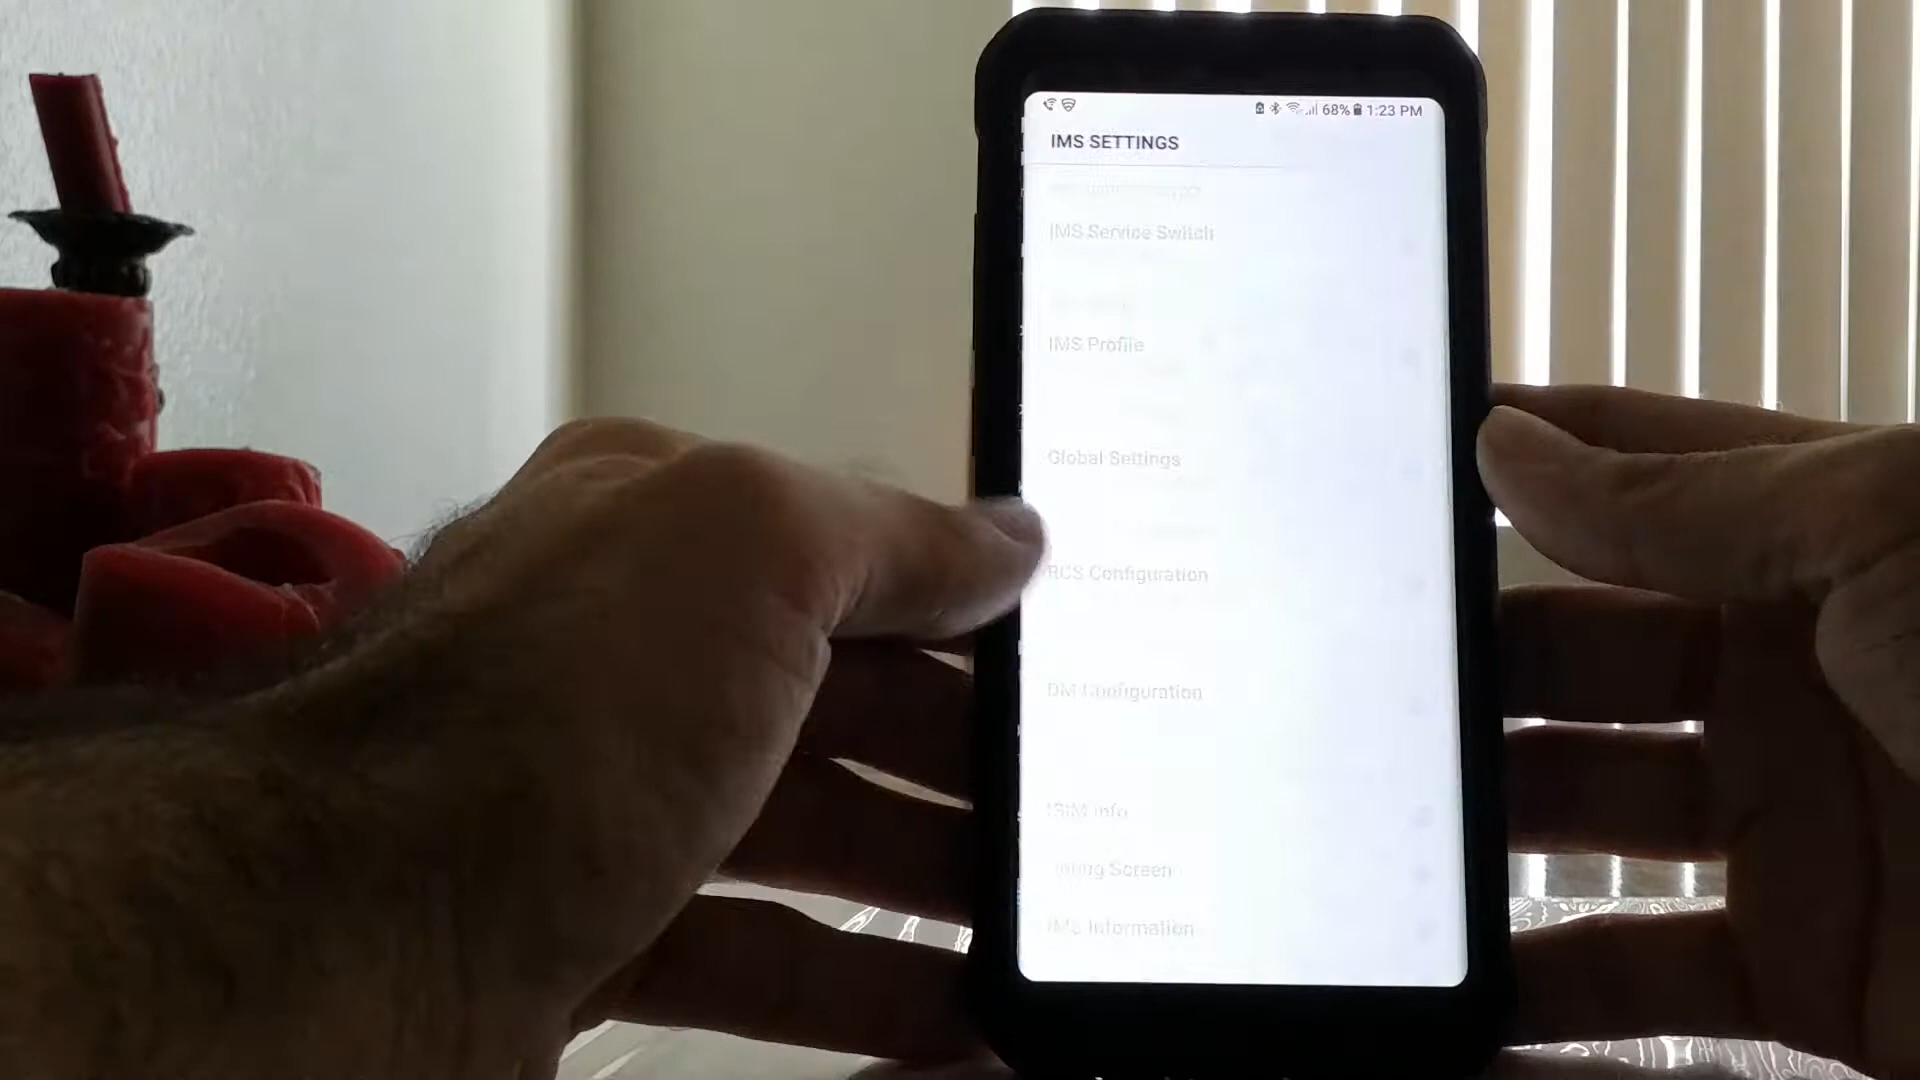 68% 1:23 PM
IMS SETTINGS
IMS Service Switch
IMS Profile
Global Settings
RCS Configuration
DM Configuration
ISIM Info
Screen
IMS Information